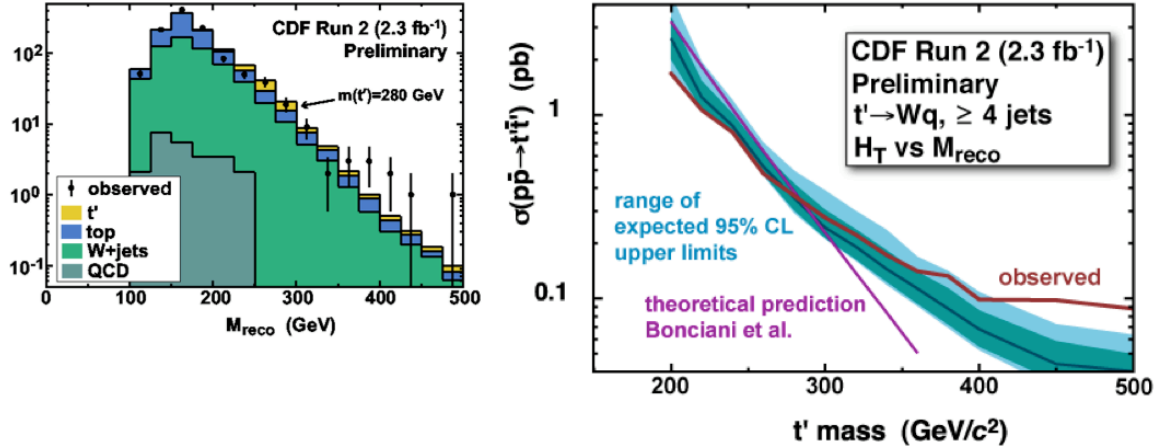 CDF Run 2 (2.3 fb⁻¹)
Preliminary
m(t')=280 GeV
observed
t'
top
W+jets
QCD
10²
10¹
10⁰
10⁻¹
0 100 200 300 400 500
M_reco (GeV)
CDF Run 2 (2.3 fb⁻¹)
Preliminary
t'→Wq, ≥ 4 jets
H_T vs M_reco
range of
expected 95% CL
upper limits
observed
theoretical prediction
Bonciani et al.
σ(pp̄→t't̄') (pb)
1
0.1
200 300 400 500
t' mass (GeV/c²)